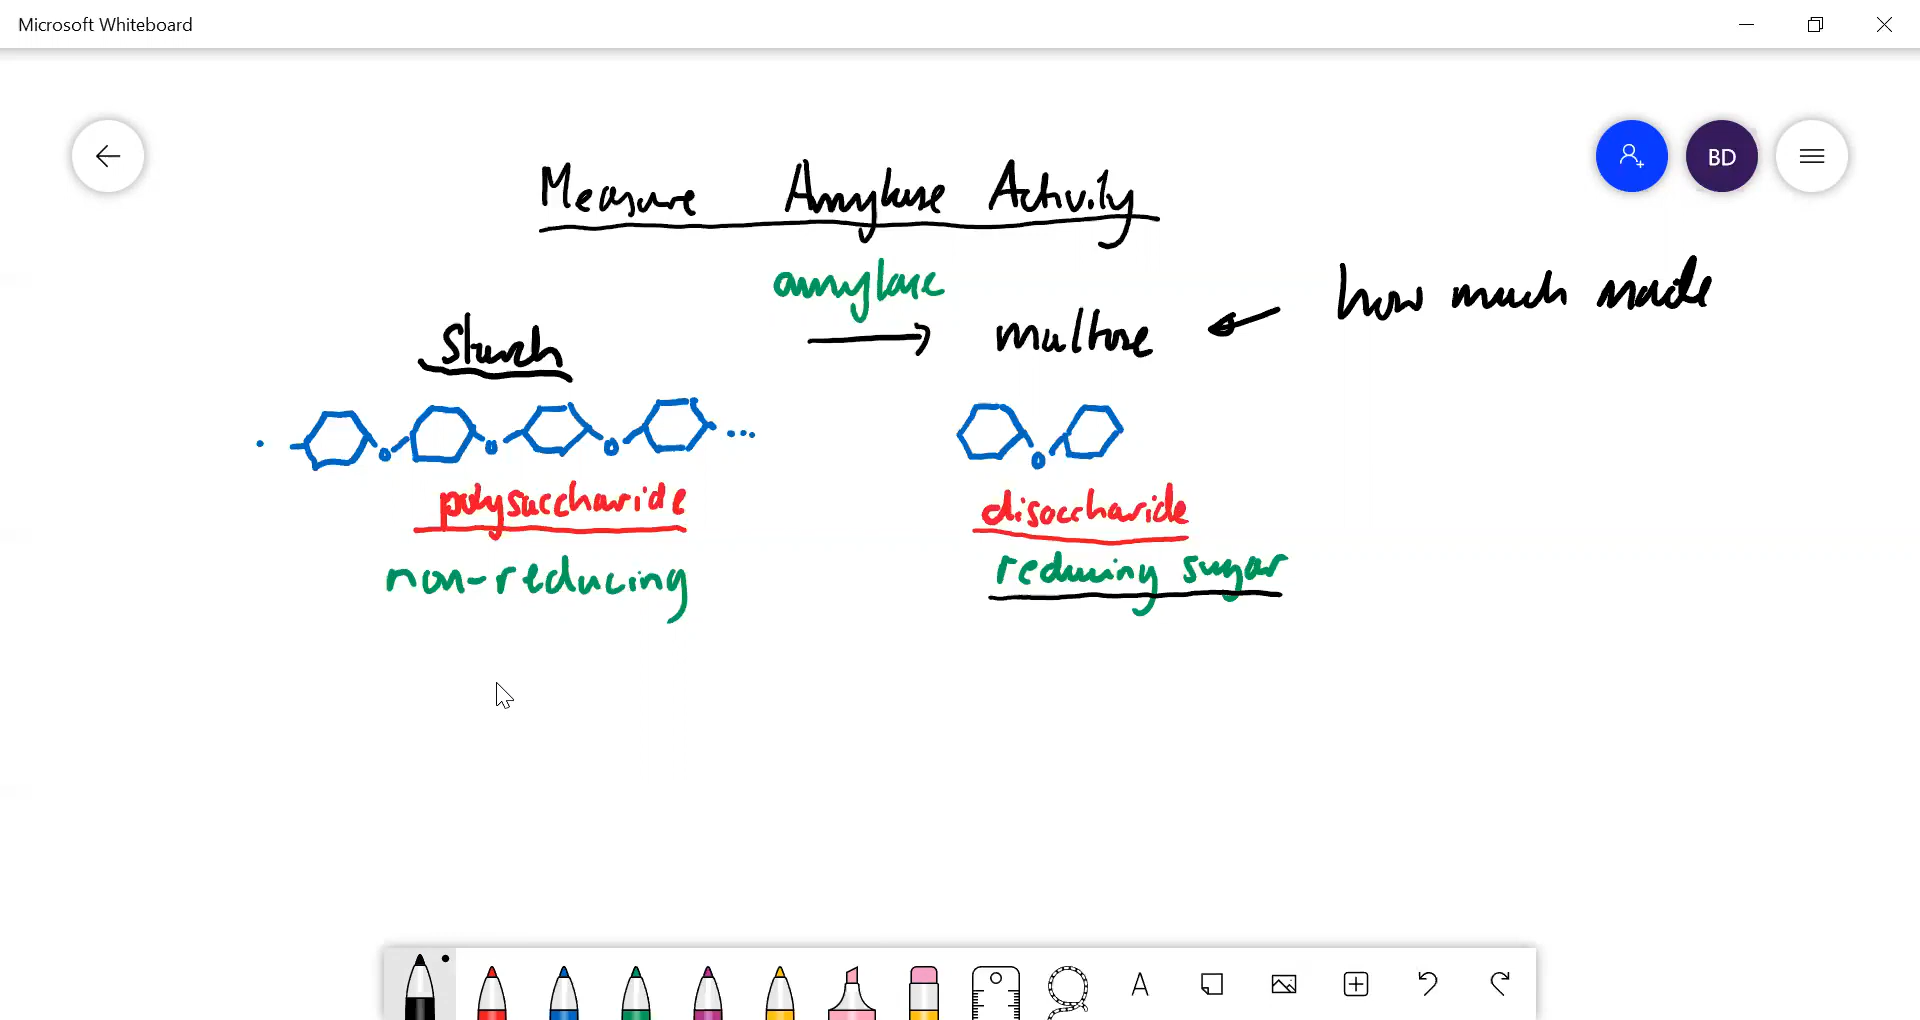 Microsoft Whiteboard
BD
Measure Amylase Activity
amylase
how much made
Starch
maltose
polysaccharide
disaccharide
non-reducing
reducing sugar